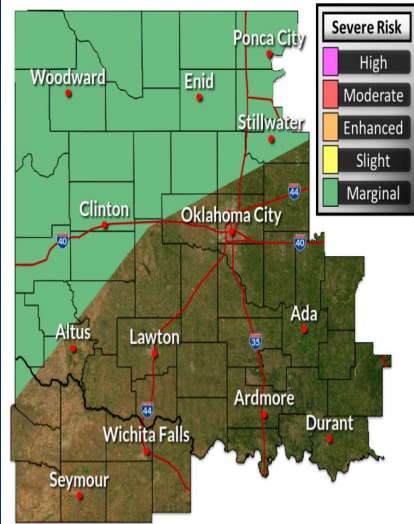 Severe Risk
High
Moderate
Enhanced
Slight
Marginal
Ponca City
Woodward
Enid
Stillwater
44
Clinton
Oklahoma City
40
40
Altus
Lawton
Ada
35
44
Ardmore
Durant
Wichita Falls
Seymour